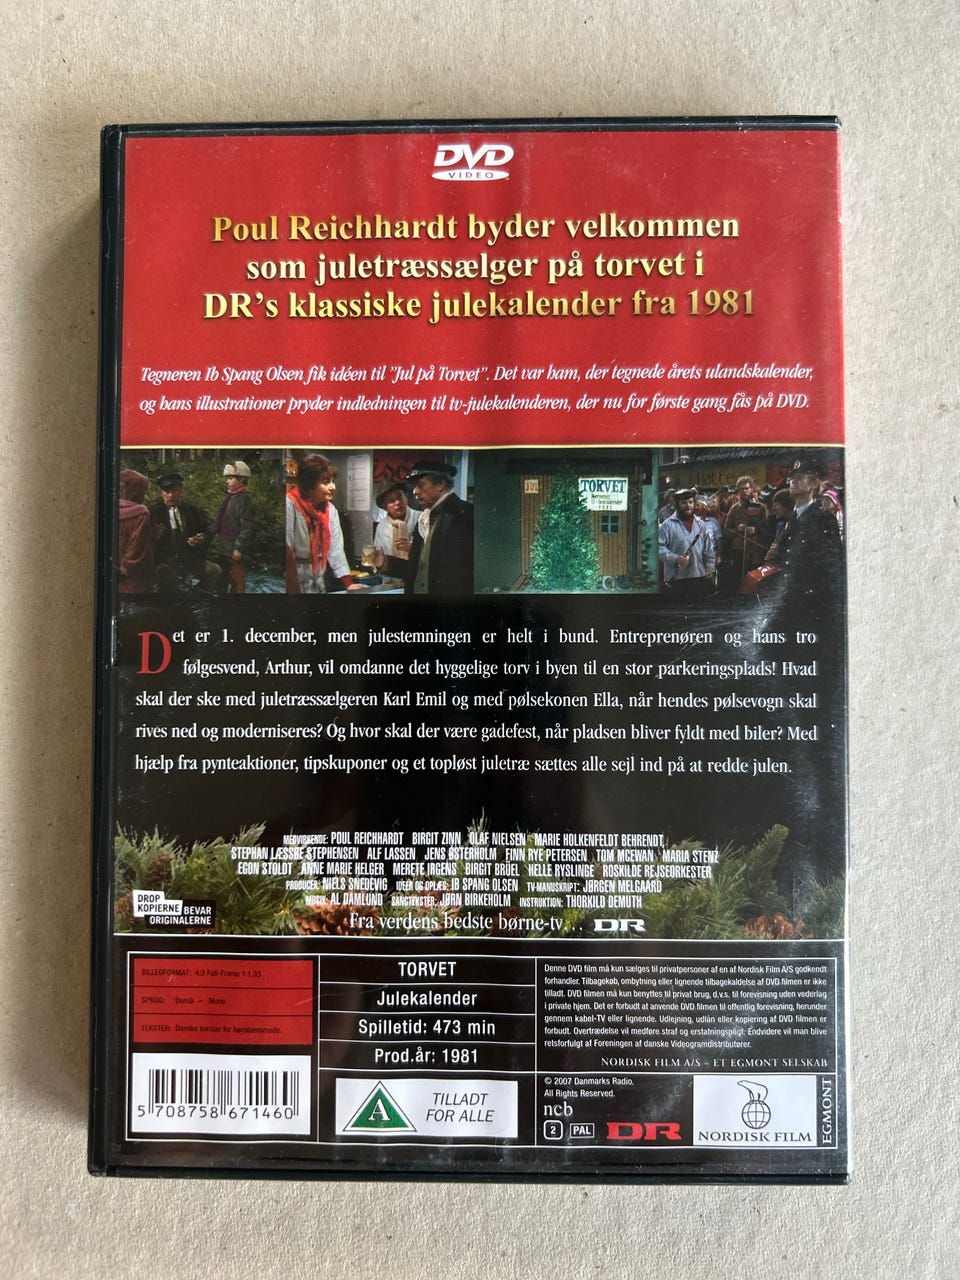 DVD
VIDEO
Poul Reichhardt byder velkommen
som juletræssælger på torvet i
DR's klassiske julekalender fra 1981
Tegneren Ib Spang Olsen fik idéen til "Jul på Torvet". Det var ham, der tegnede årets ulandskalender,
og hans illustrationer pryder indledningen til tv-julekalenderen, der nu for første gang fås på DVD.
TORVET
Det er 1. december, men julestemningen er helt i bund. Entreprenøren og hans tro
følgesvend, Arthur, vil omdanne det hyggelige torv i byen til en stor parkeringsplads! Hvad
skal der ske med juletræssælgeren Karl Emil og med pølsekonen Ella, når hendes pølsevogn skal
rives ned og moderniseres? Og hvor skal der være gadefest, når pladsen bliver fyldt med biler? Med
hjælp fra pynteaktioner, tipskuponer og et topløst juletræ sættes alle sejl ind på at redde julen.
MEDVIRKENDE: POUL REICHHARDT BIRGIT ZINN OLAF NIELSEN MARIE HOLKENFELDT BEHRENDT
STEPHAN LÆSSØE STEPHENSEN ALF LASSEN JENS ØSTERHOLM FINN RYE PETERSEN TOM MCEWAN MARIA STENZ
EGON STOLDT ANNE MARIE HELGER MERETE IRGENS BIRGIT BRÜEL HELLE RYSLINGE ROSKILDE REJSEORKESTER
PRODUCER: NIELS SNEDEVIG IDÉER OG OPLÆG: IB SPANG OLSEN TV-MANUSKRIPT: JØRGEN MELGAARD
MUSIK: AL DAMLUND SANGTEKSTER: JØRN BIRKEHOLM INSTRUKTION: THORKILD DEMUTH
DROP
KOPIERNE BEVAR
ORIGINALERNE
Fra verdens bedste børne-tv... DR
BILLEDFORMAT: 4:3 Full-Frame 1:1.33
SPROG: Dansk – Mono
TEKSTER: Danske tekster for hørehæmmede.
5 708758 671460
TORVET
Julekalender
Spilletid: 473 min
Prod.år: 1981
A
TILLADT
FOR ALLE
Denne DVD film må kun sælges til privatpersoner af en af Nordisk Film A/S godkendt
forhandler. Tilbagekøb, ombytning eller lignende tilbagekaldelse af DVD filmen er ikke
tilladt. DVD filmen må kun benyttes til privat brug, d.v.s. til forevisning uden vederlag
i private hjem. Det er forbudt at anvende DVD filmen til offentlig forevisning, herunder
gennem kabel-TV eller lignende. Udlejning, udlån eller kopiering af DVD filmen er
forbudt. Overtrædelse vil medføre straf og erstatningspligt. Endvidere vil man blive
retsforfulgt af Foreningen af danske Videogramdistributører.
NORDISK FILM A/S – ET EGMONT SELSKAB
© 2007 Danmarks Radio.
All Rights Reserved.
ncb
2 PAL DR
NORDISK FILM
EGMONT